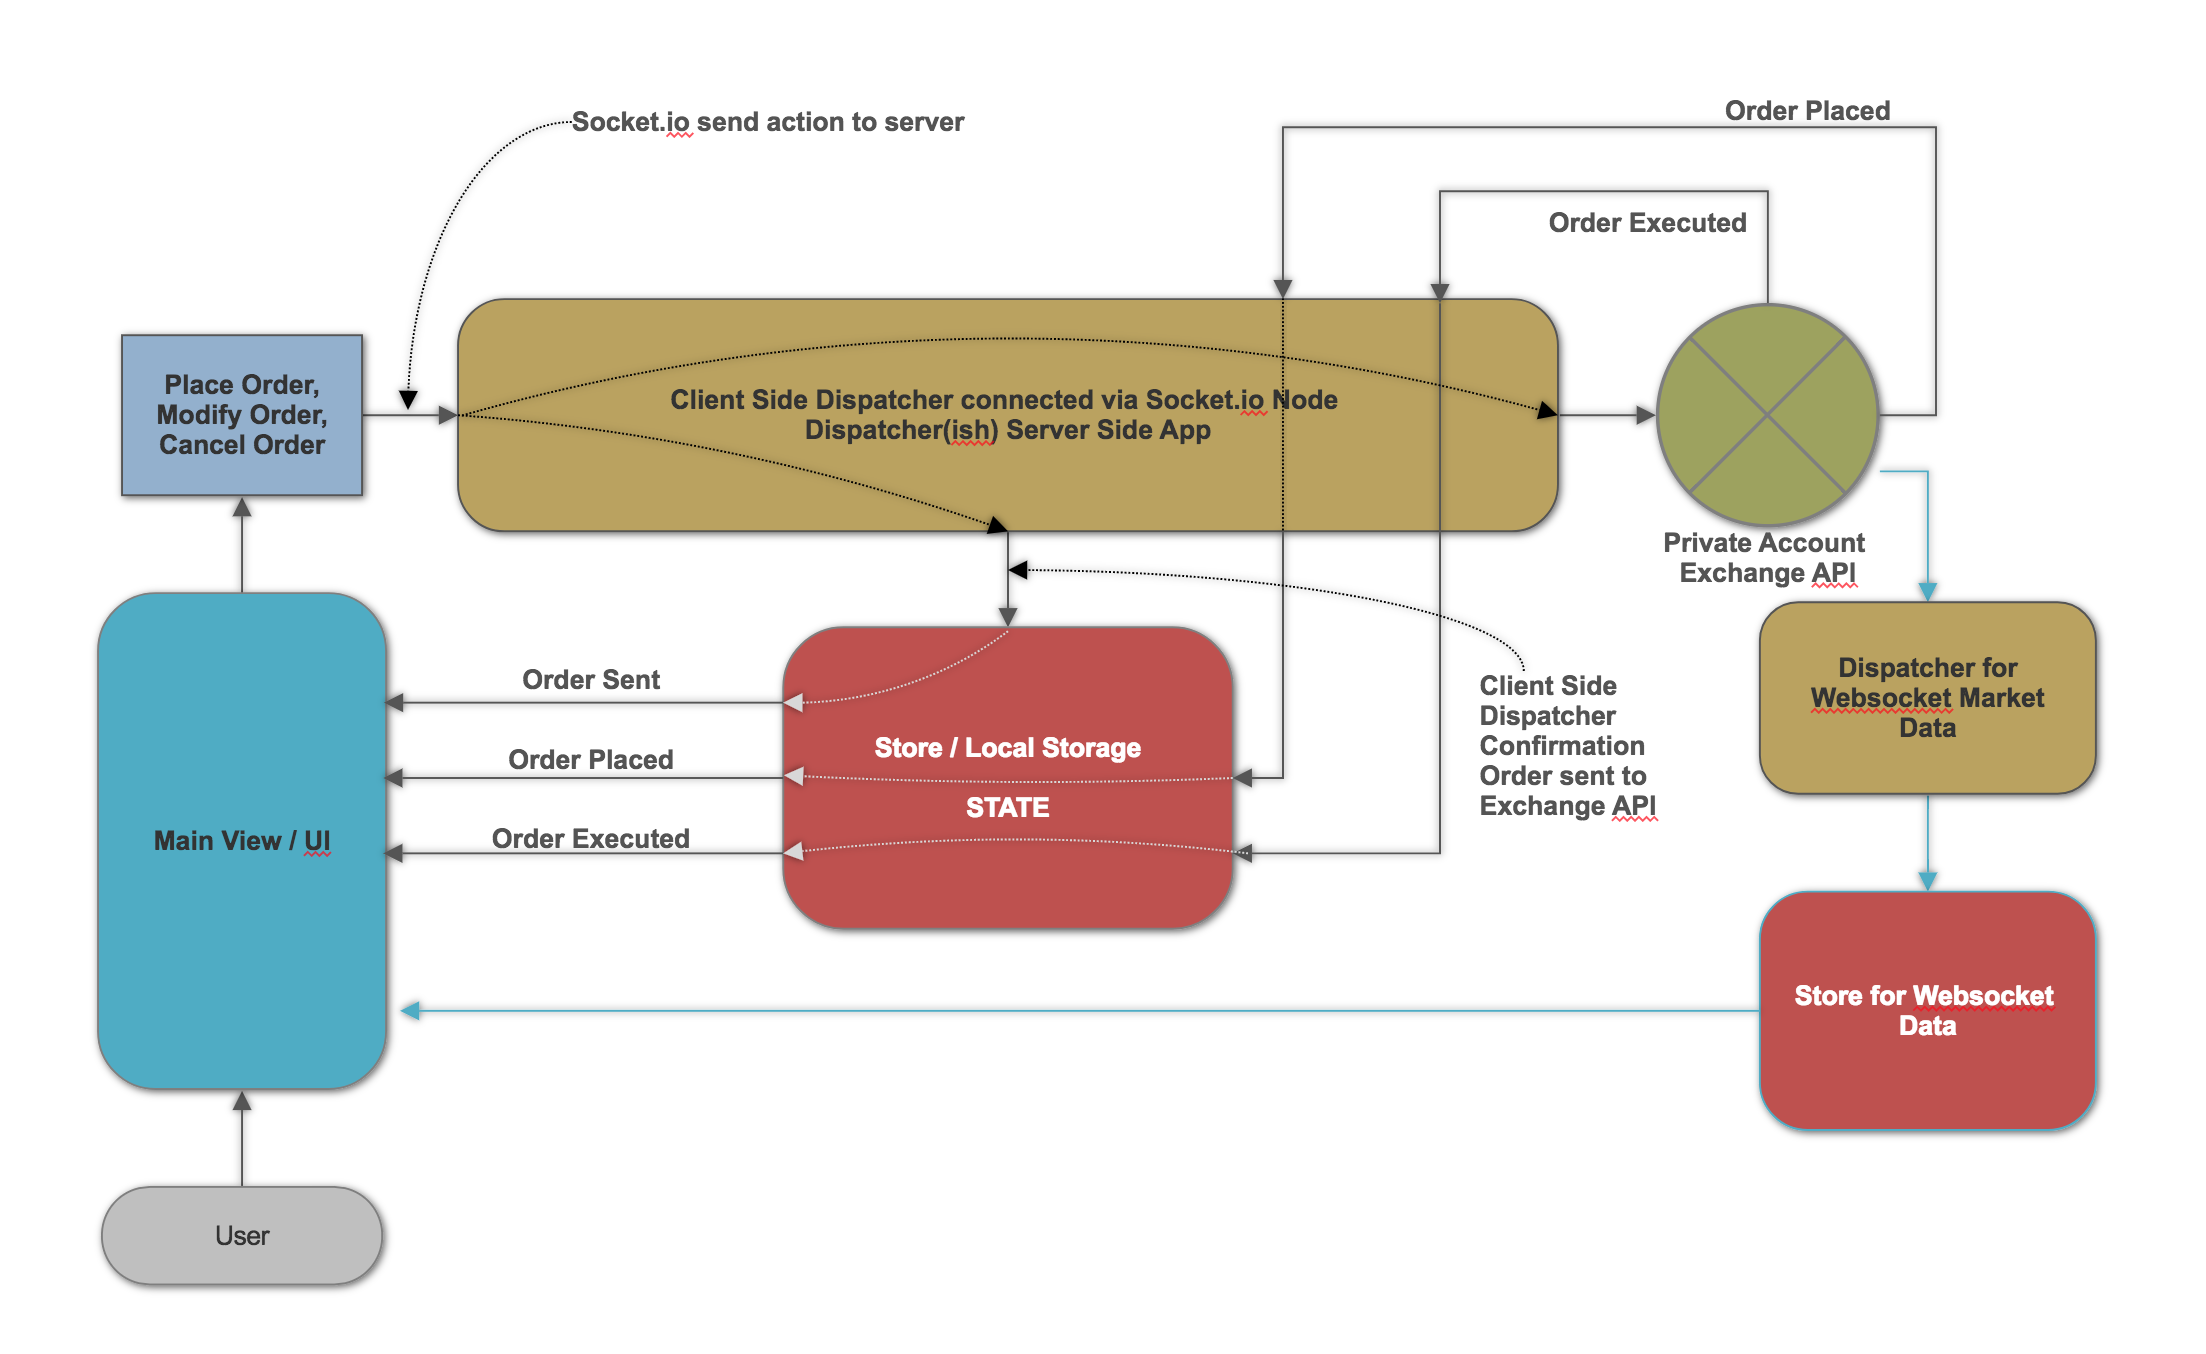 Socket.io send action to server
Order Placed
Order Executed
Place Order,
Modify Order,
Cancel Order
Client Side Dispatcher connected via Socket.io Node
Dispatcher(ish) Server Side App
Private Account
Exchange API
Order Sent
Order Placed
Order Executed
Store / Local Storage
STATE
Client Side
Dispatcher
Confirmation
Order sent to
Exchange API
Dispatcher for
Websocket Market
Data
Main View / UI
Store for Websocket
Data
User